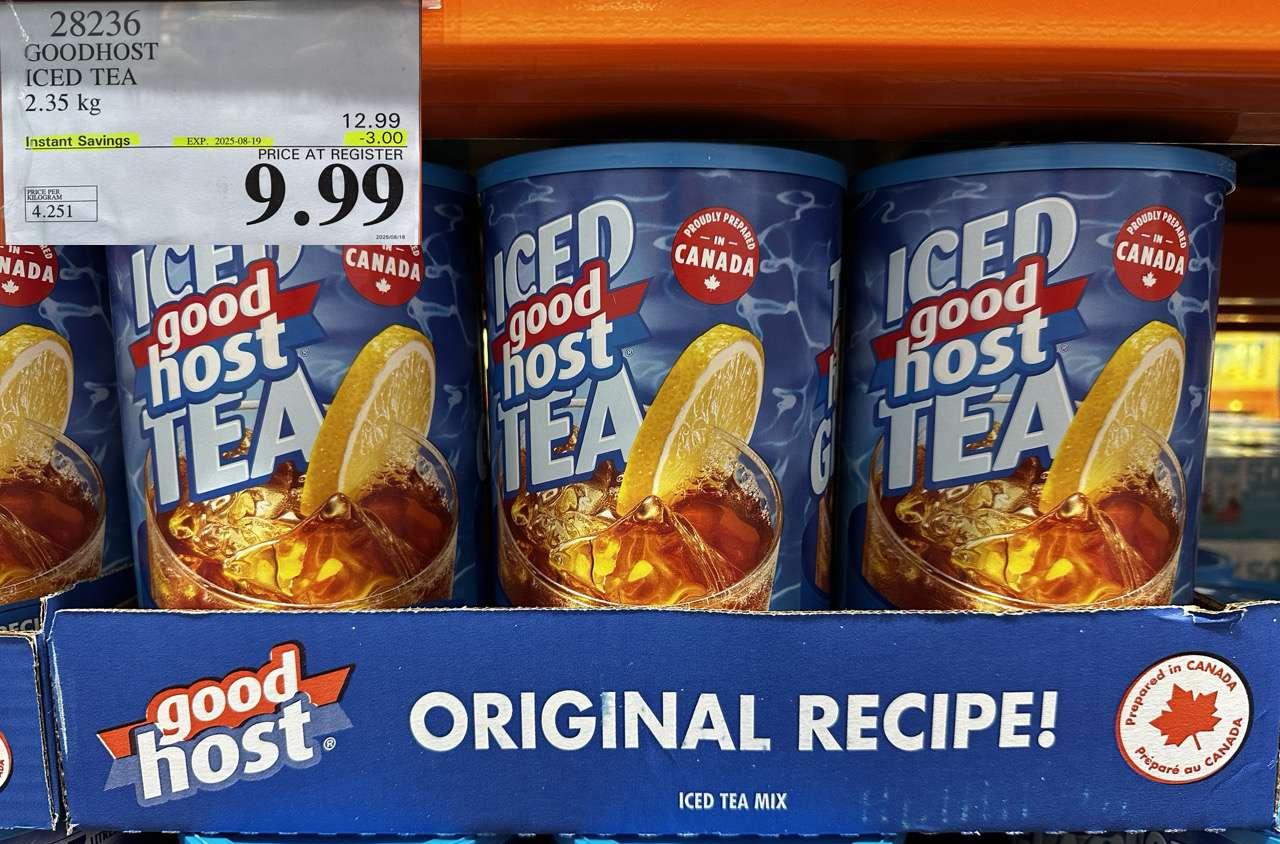 28236
GOODHOST
ICED TEA
2.35 kg
12.99
Instant Savings EXP. 2025-08-19 -3.00
PRICE AT REGISTER
9.99
PRICE PER
KILOGRAM
4.251
IN
CANADA
ICED
good
host
TEA
IN
CANADA
ICED
good
host
TEA
PROUDLY PREPARED
IN
CANADA
ICED
good
host
TEA
PROUDLY PREPARED
IN
CANADA
good
host®
ORIGINAL RECIPE!
ICED TEA MIX
Prepared in CANADA
Préparé au CANADA